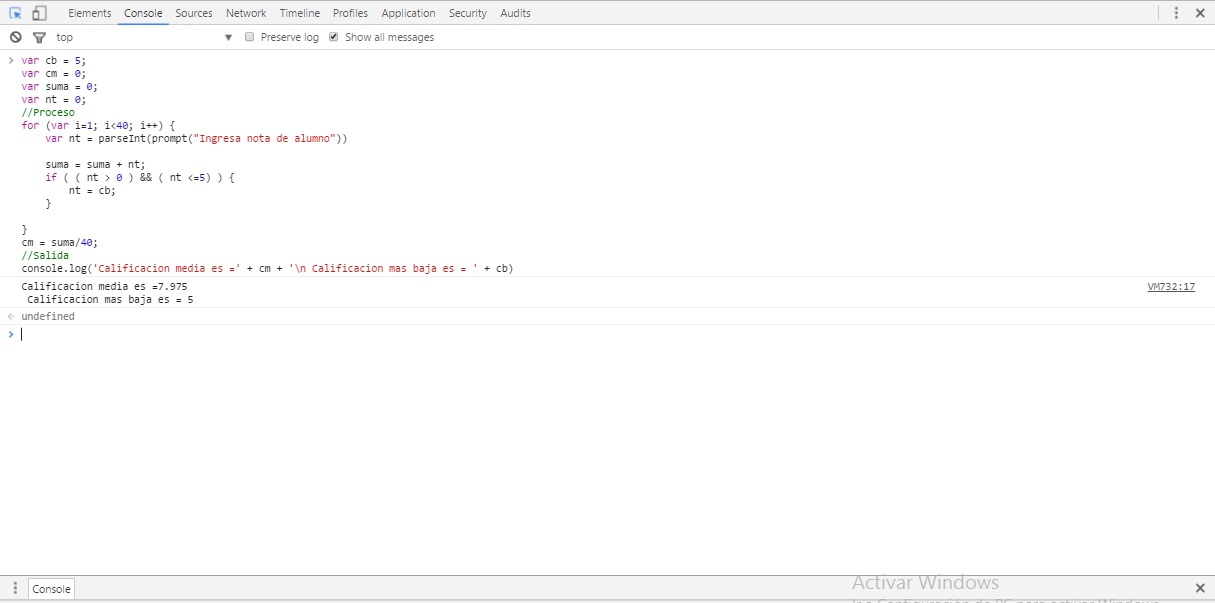 Elements Console Sources Network Timeline Profiles Application Security Audits
top Preserve log Show all messages
var cb = 5;
var cm = 0;
var suma = 0;
var nt = 0;
//Proceso
for (var i=1; i<40; i++) {
    var nt = parseInt(prompt("Ingresa nota de alumno"))
    suma = suma + nt;
    if ( ( nt > 0 ) && ( nt <=5) ) {
        nt = cb;
    }
}
cm = suma/40;
//Salida
console.log('Calificacion media es =' + cm + '\n Calificacion mas baja es = ' + cb)
Calificacion media es =7.975 VM732:17
 Calificacion mas baja es = 5
undefined
Activar Windows
Console